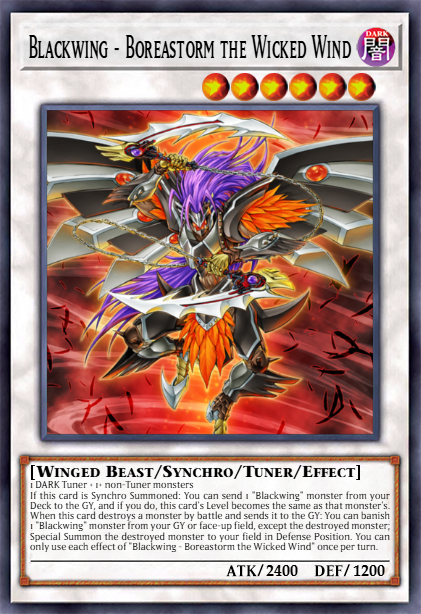 Blackwing - Boreastorm the Wicked Wind
DARK
闇
[Winged Beast/Synchro/Tuner/Effect]
1 DARK Tuner + 1+ non-Tuner monsters
If this card is Synchro Summoned: You can send 1 "Blackwing" monster from your
Deck to the GY, and if you do, this card's Level becomes the same as that monster's.
When this card destroys a monster by battle and sends it to the GY: You can banish
1 "Blackwing" monster from your GY or face-up field, except the destroyed monster;
Special Summon the destroyed monster to your field in Defense Position. You can
only use each effect of "Blackwing - Boreastorm the Wicked Wind" once per turn.
ATK/2400 DEF/1200